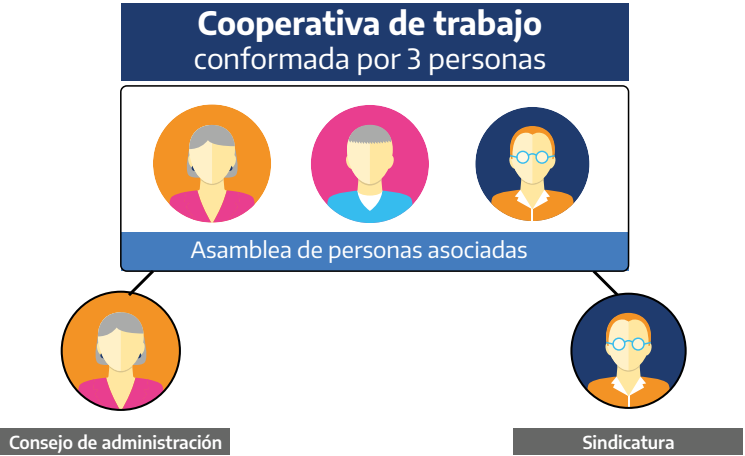 Cooperativa de trabajo
conformada por 3 personas
Asamblea de personas asociadas
Consejo de administración
Sindicatura